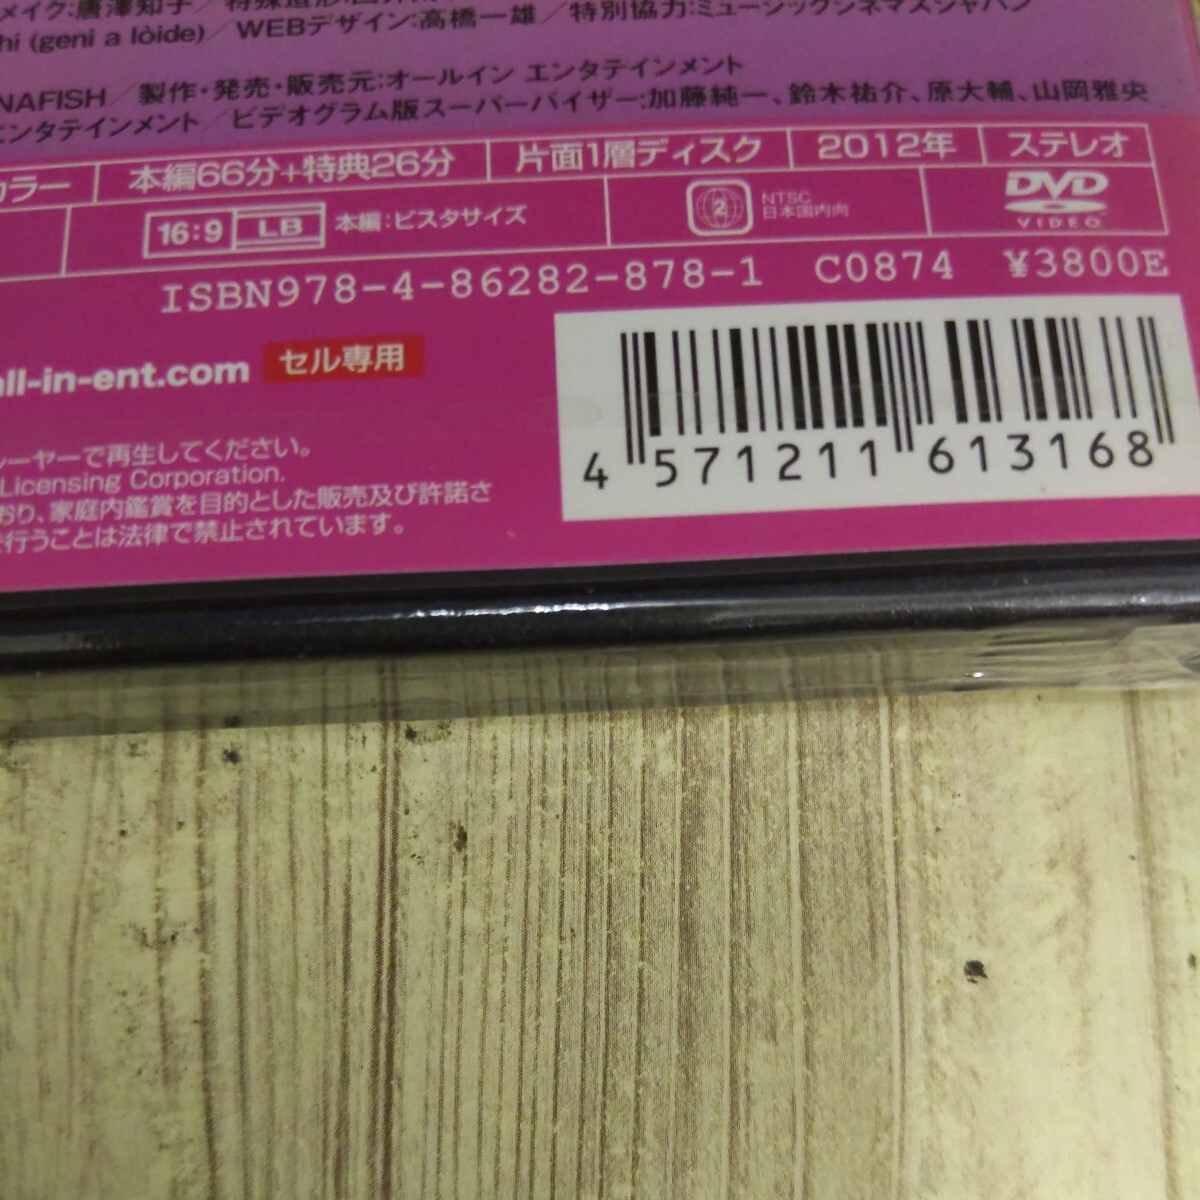 メイク:唐澤知子／特殊造形:
hi (geni a lòide)／WEBデザイン:高橋一雄／特別協力:ミュージックシネマズジャパン
NAFISH／製作・発売・販売元:オールイン エンタテインメント
エンタテインメント／ビデオグラム版スーパーバイザー:加藤純一、鈴木祐介、原大輔、山岡雅央
カラー 本編66分+特典26分 片面1層ディスク 2012年 ステレオ
16:9 LB 本編:ビスタサイズ 2 NTSC 日本国内向 DVD VIDEO
ISBN978-4-86282-878-1 C0874 ¥3800E
all-in-ent.com セル専用
レーヤーで再生してください。
Licensing Corporation.
おり、家庭内鑑賞を目的とした販売及び許諾さ
を行うことは法律で禁止されています。
4 571211 613168